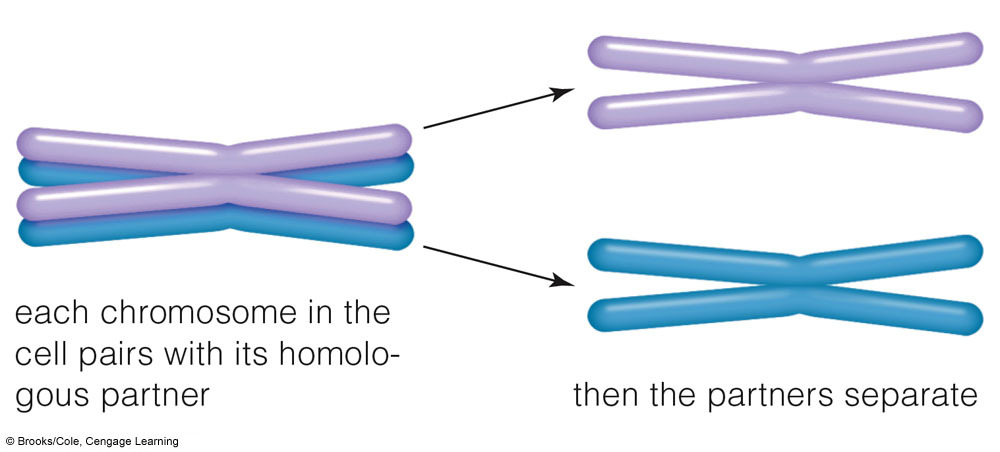 each chromosome in the
cell pairs with its homolo-
gous partner
then the partners separate
© Brooks/Cole, Cengage Learning